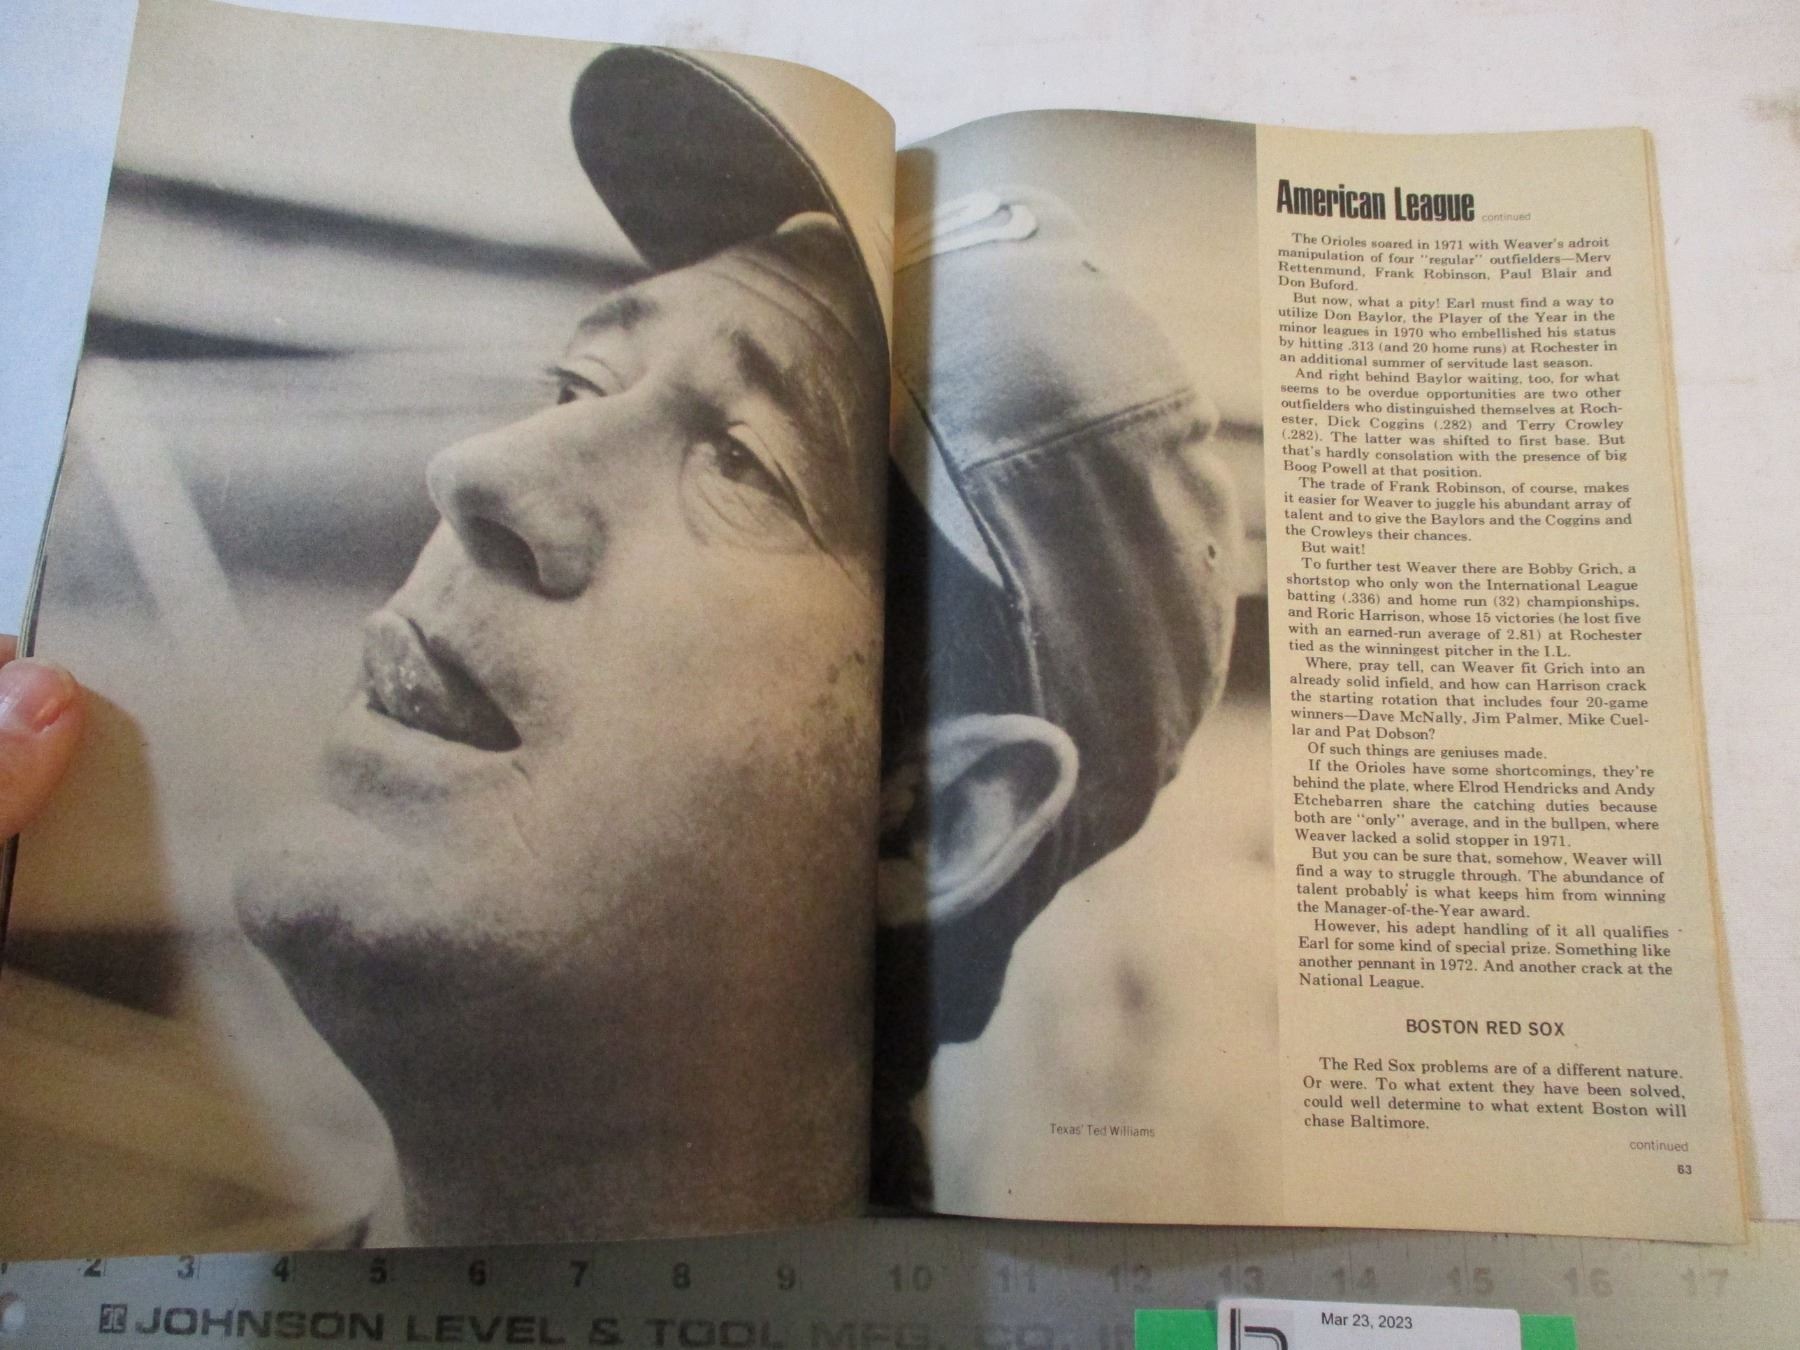 American League continued
The Orioles soared in 1971 with Weaver's adroit
manipulation of four "regular" outfielders—Merv
Rettenmund, Frank Robinson, Paul Blair and
Don Buford.
But now, what a pity! Earl must find a way to
utilize Don Baylor, the Player of the Year in the
minor leagues in 1970 who embellished his status
by hitting .313 (and 20 home runs) at Rochester in
an additional summer of servitude last season.
And right behind Baylor waiting, too, for what
seems to be overdue opportunities are two other
outfielders who distinguished themselves at Roch-
ester, Dick Coggins (.282) and Terry Crowley
(.282). The latter was shifted to first base. But
that's hardly consolation with the presence of big
Boog Powell at that position.
The trade of Frank Robinson, of course, makes
it easier for Weaver to juggle his abundant array of
talent and to give the Baylors and the Coggins and
the Crowleys their chances.
But wait!
To further test Weaver there are Bobby Grich, a
shortstop who only won the International League
batting (.336) and home run (32) championships,
and Roric Harrison, whose 15 victories (he lost five
with an earned-run average of 2.81) at Rochester
tied as the winningest pitcher in the I.L.
Where, pray tell, can Weaver fit Grich into an
already solid infield, and how can Harrison crack
the starting rotation that includes four 20-game
winners—Dave McNally, Jim Palmer, Mike Cuel-
lar and Pat Dobson?
Of such things are geniuses made.
If the Orioles have some shortcomings, they're
behind the plate, where Elrod Hendricks and Andy
Etchebarren share the catching duties because
both are "only" average, and in the bullpen, where
Weaver lacked a solid stopper in 1971.
But you can be sure that, somehow, Weaver will
find a way to struggle through. The abundance of
talent probably is what keeps him from winning
the Manager-of-the-Year award.
However, his adept handling of it all qualifies
Earl for some kind of special prize. Something like
another pennant in 1972. And another crack at the
National League.
BOSTON RED SOX
The Red Sox problems are of a different nature.
Or were. To what extent they have been solved,
could well determine to what extent Boston will
chase Baltimore.
continued
63
Texas' Ted Williams
2 3 4 5 6 7 8 9 10 11 12 13 14 15 16 17
JOHNSON LEVEL & TOOL MFG. CO. I
Mar 23, 2023